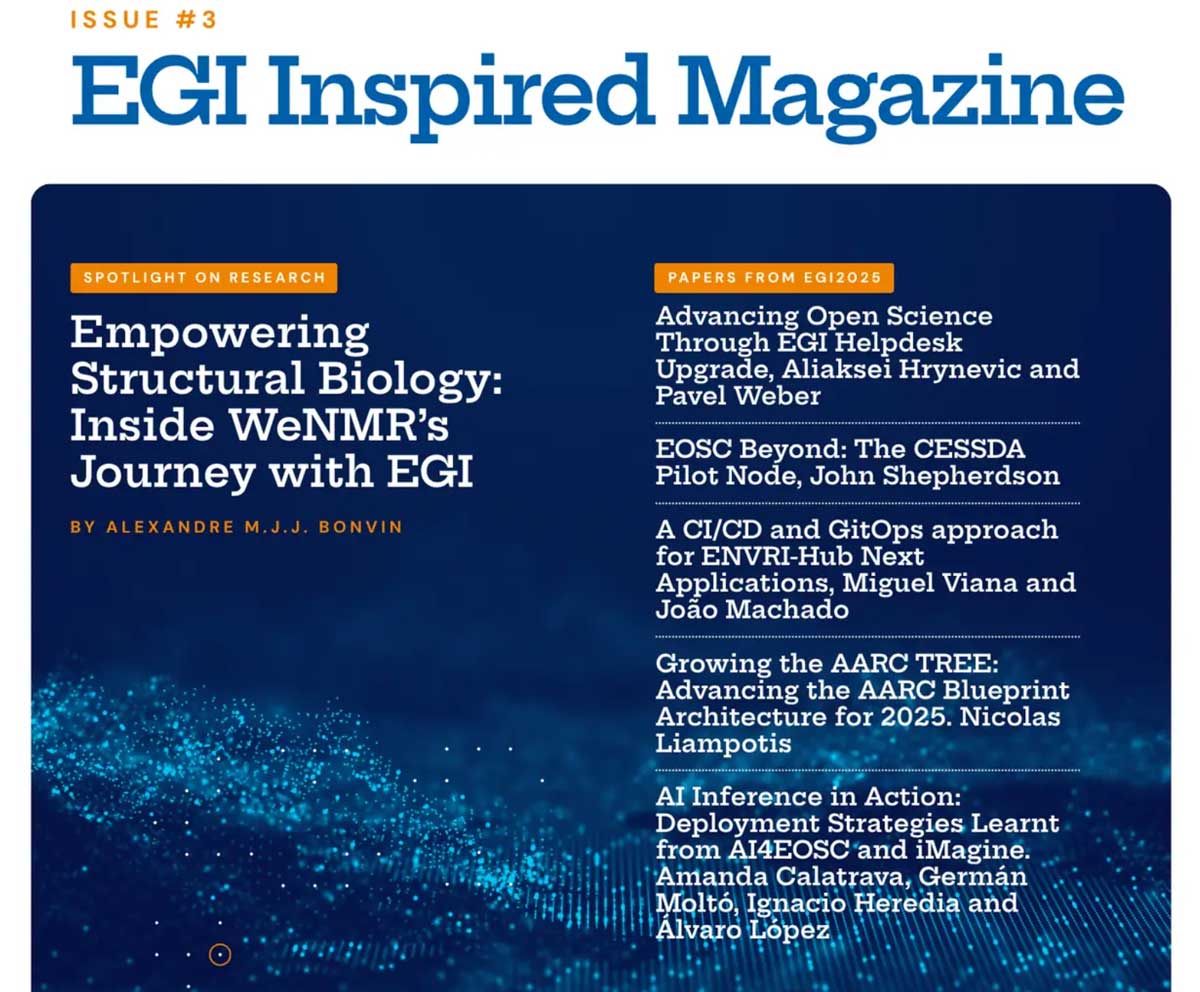 ISSUE #3
EGI Inspired Magazine
SPOTLIGHT ON RESEARCH
Empowering
Structural Biology:
Inside WeNMR’s
Journey with EGI
BY ALEXANDRE M.J.J. BONVIN
PAPERS FROM EGI2025
Advancing Open Science
Through EGI Helpdesk
Upgrade, Aliaksei Hrynevic and
Pavel Weber
EOSC Beyond: The CESSDA
Pilot Node, John Shepherdson
A CI/CD and GitOps approach
for ENVRI-Hub Next
Applications, Miguel Viana and
João Machado
Growing the AARC TREE:
Advancing the AARC Blueprint
Architecture for 2025. Nicolas
Liampotis
AI Inference in Action:
Deployment Strategies Learnt
from AI4EOSC and iMagine.
Amanda Calatrava, Germán
Moltó, Ignacio Heredia and
Álvaro López